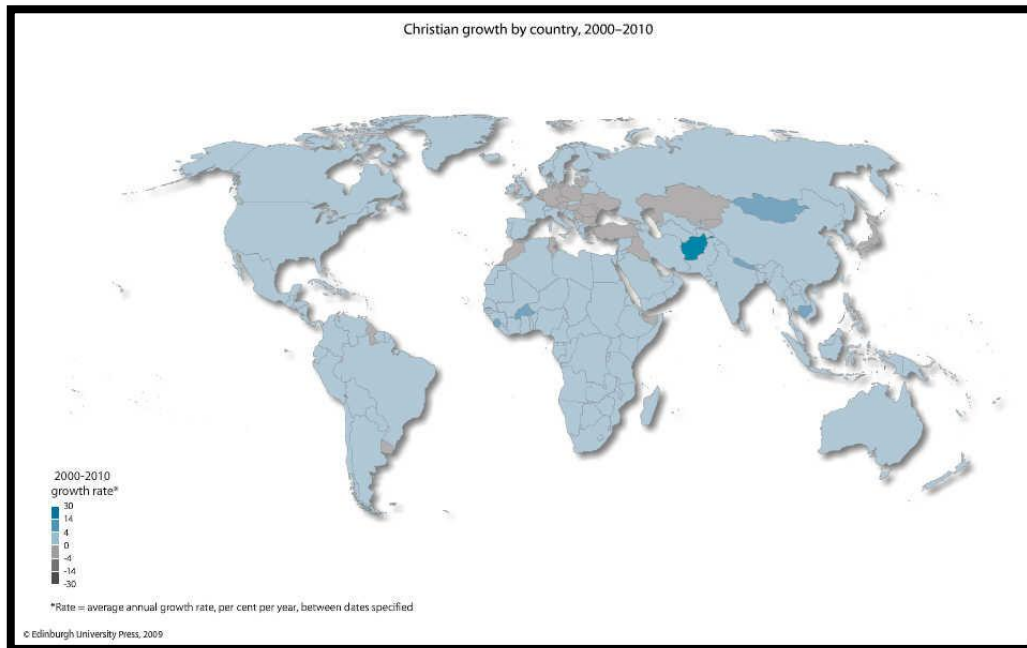 Christian growth by country, 2000–2010
2000-2010
growth rate*
30
14
4
0
-4
-14
-30
*Rate = average annual growth rate, per cent per year, between dates specified
© Edinburgh University Press, 2009